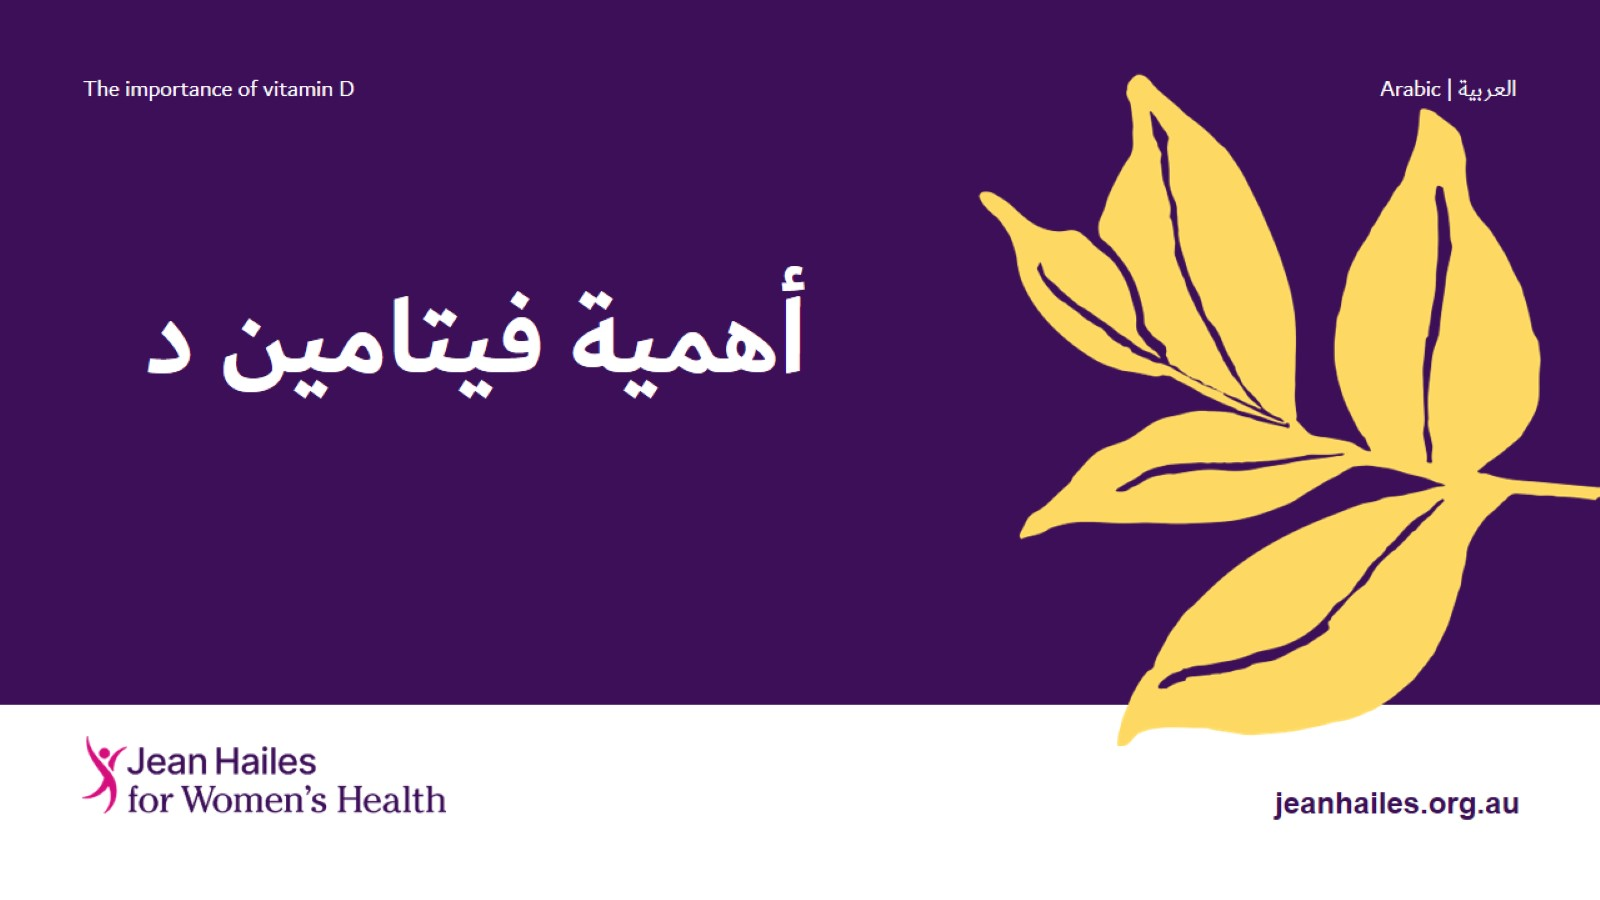 The importance of vitamin D
Arabic | العربية
أهمية فيتامين د
Jean Hailes
for Women's Health
jeanhailes.org.au